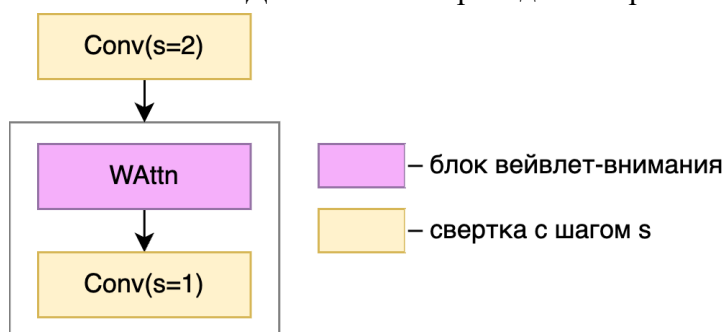 Conv(s=2)
WAttn
– блок вейвлет-внимания
– свертка с шагом s
Conv(s=1)